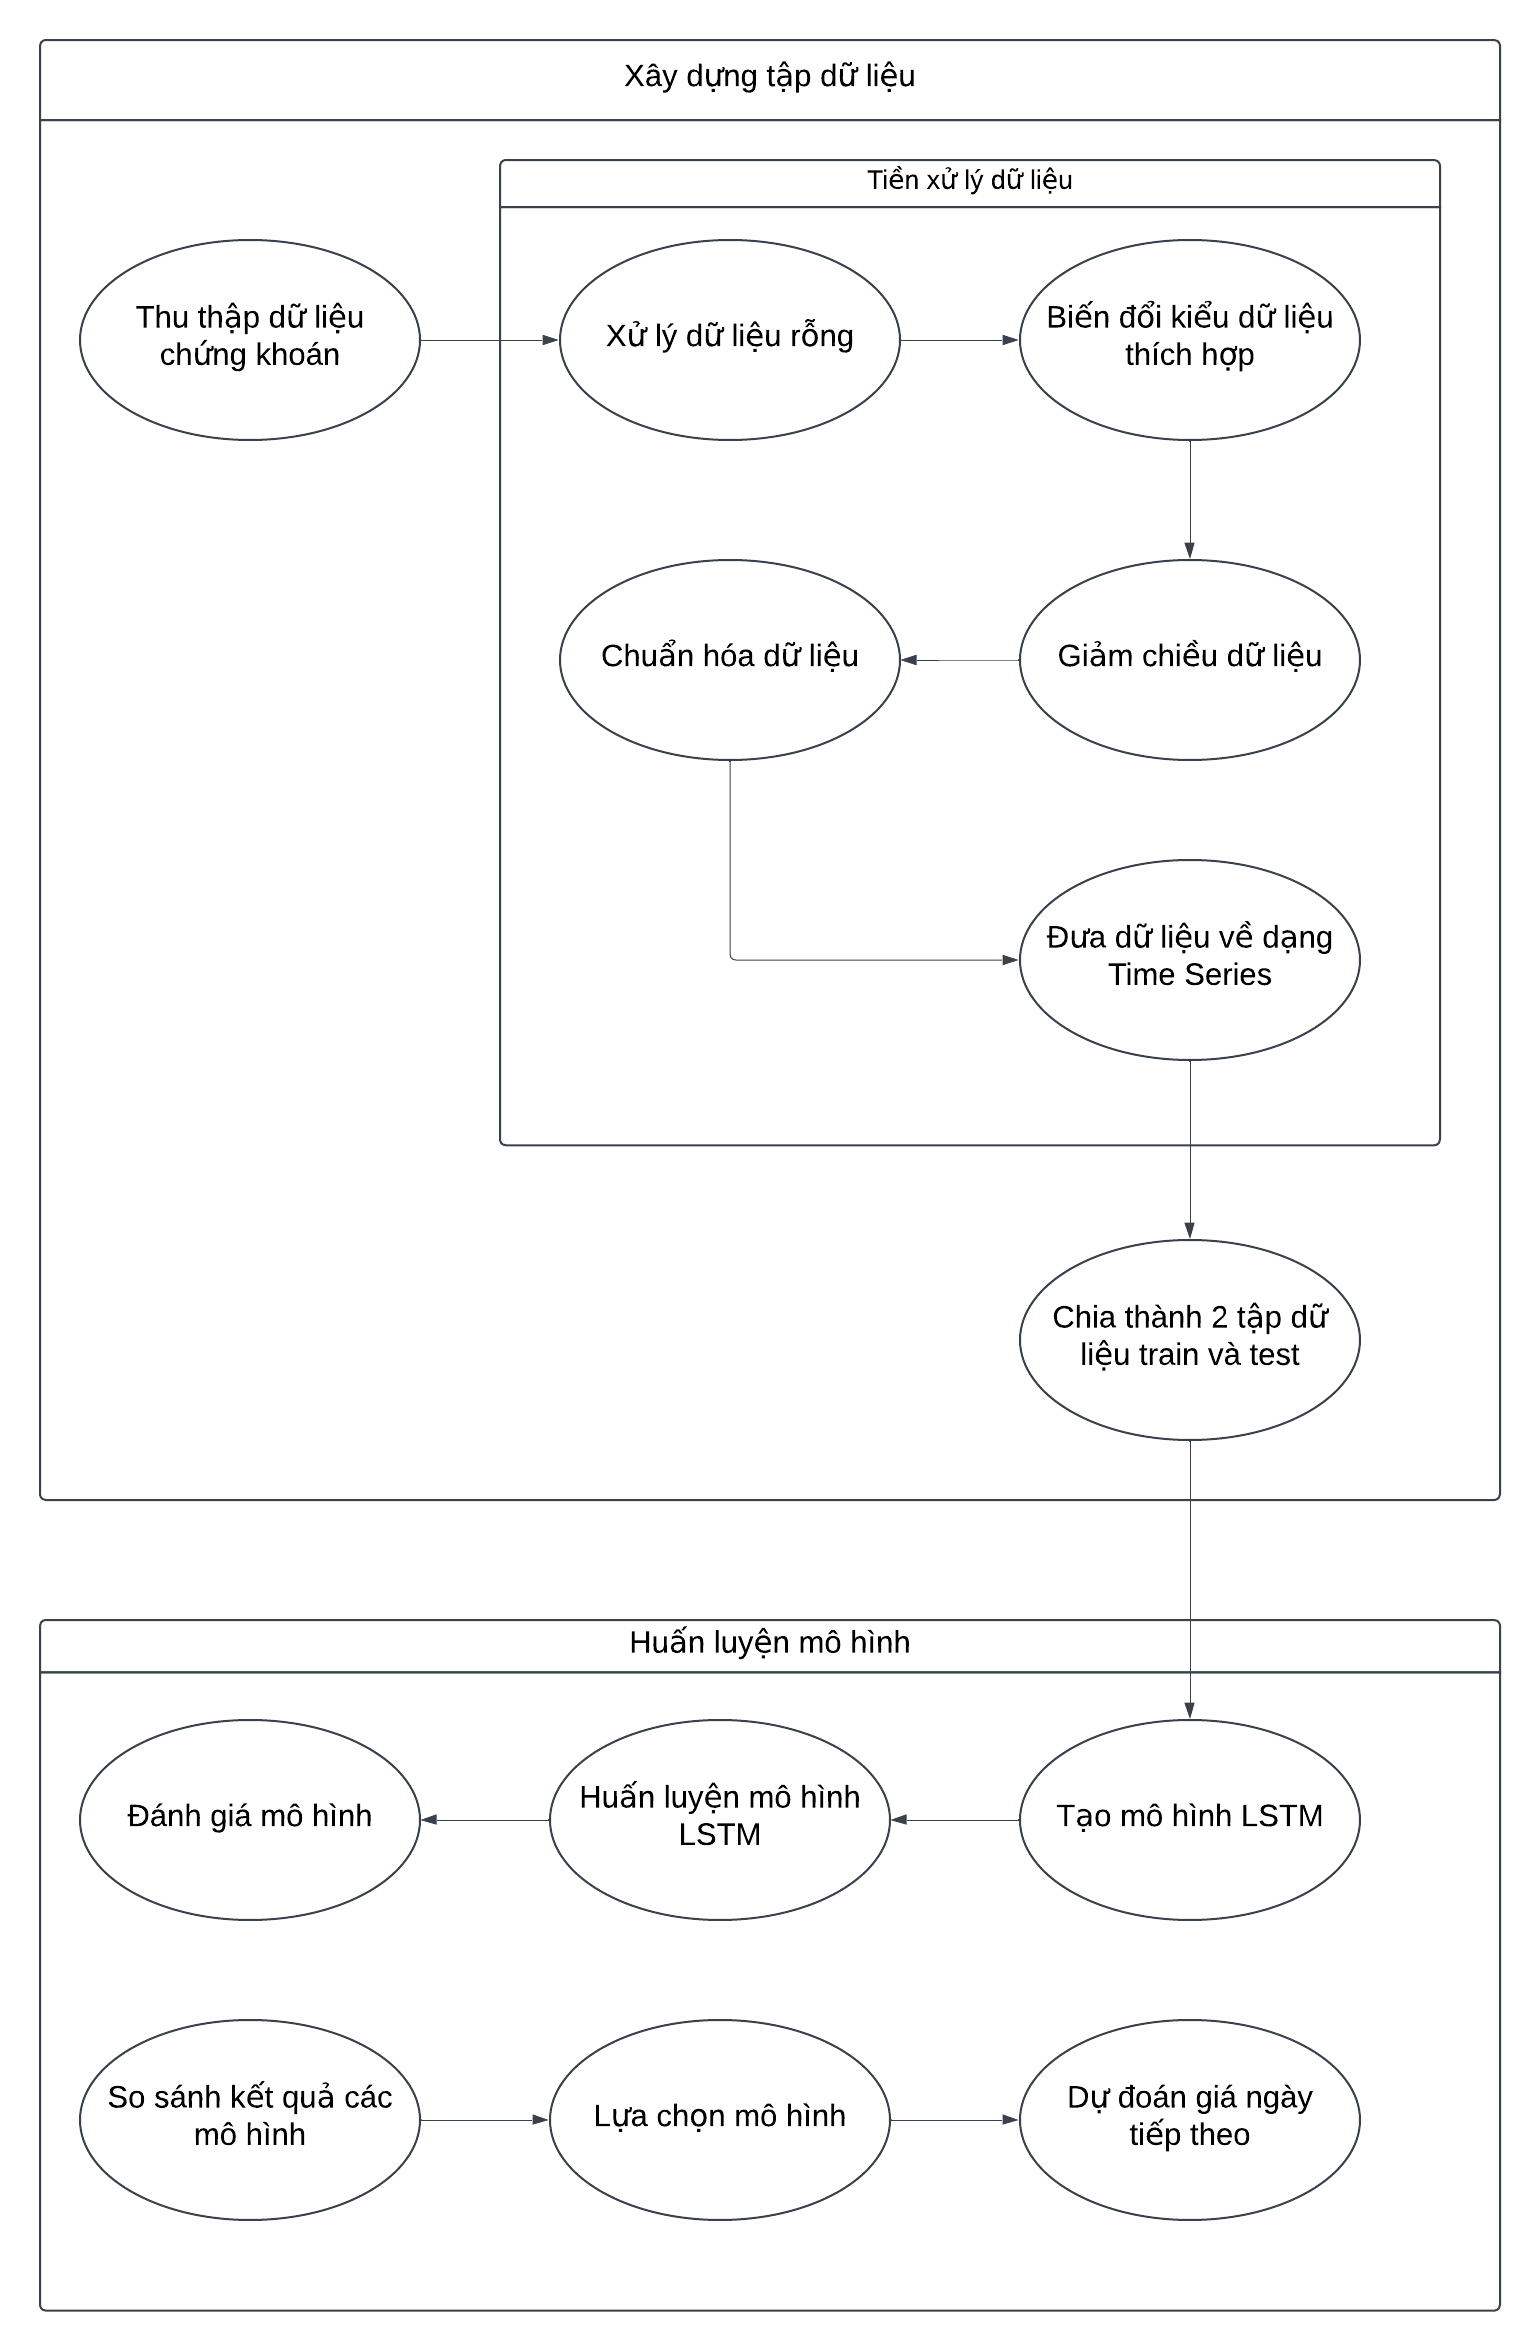 Xây dựng tập dữ liệu
Tiền xử lý dữ liệu
Thu thập dữ liệu
chứng khoán
Xử lý dữ liệu rỗng
Biến đổi kiểu dữ liệu
thích hợp
Giảm chiều dữ liệu
Chuẩn hóa dữ liệu
Đưa dữ liệu về dạng
Time Series
Chia thành 2 tập dữ
liệu train và test
Huấn luyện mô hình
Tạo mô hình LSTM
Huấn luyện mô hình
LSTM
Đánh giá mô hình
So sánh kết quả các
mô hình
Lựa chọn mô hình
Dự đoán giá ngày
tiếp theo